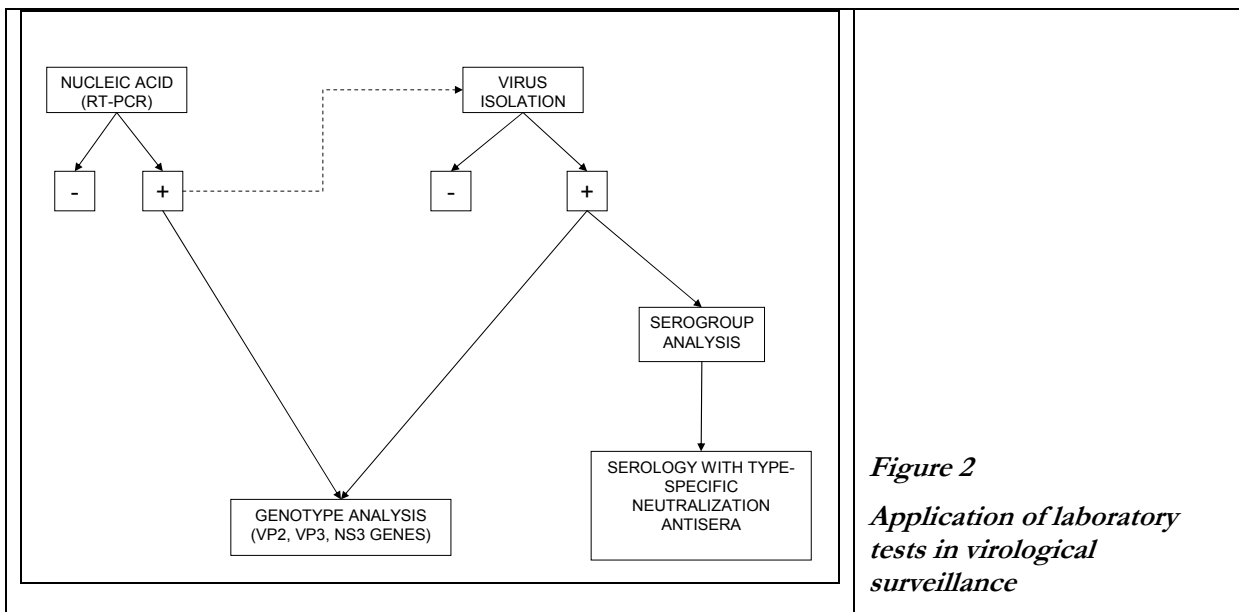 NUCLEIC ACID
(RT-PCR)
VIRUS
ISOLATION
-
+
-
+
SEROGROUP
ANALYSIS
SEROLOGY WITH TYPE-
SPECIFIC
NEUTRALIZATION
ANTISERA
GENOTYPE ANALYSIS
(VP2, VP3, NS3 GENES)
Figure 2
Application of laboratory
tests in virological
surveillance